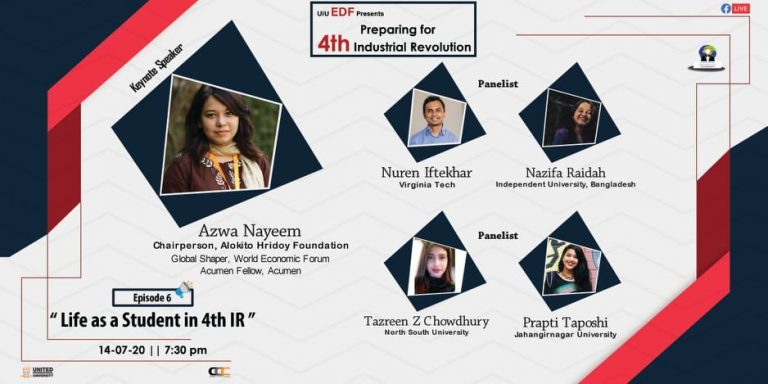 UIU EDF Presents
Preparing for
4th Industrial Revolution
LIVE
Keynote Speaker
Azwa Nayeem
Chairperson, Alokito Hridoy Foundation
Global Shaper, World Economic Forum
Acumen Fellow, Acumen
Panelist
Nuren Iftekhar
Virginia Tech
Nazifa Raidah
Independent University, Bangladesh
Panelist
Tazreen Z Chowdhury
North South University
Prapti Taposhi
Jahangirnagar University
Episode 6
“ Life as a Student in 4th IR ”
14-07-20 || 7:30 pm
UNITED
UNIVERSITY